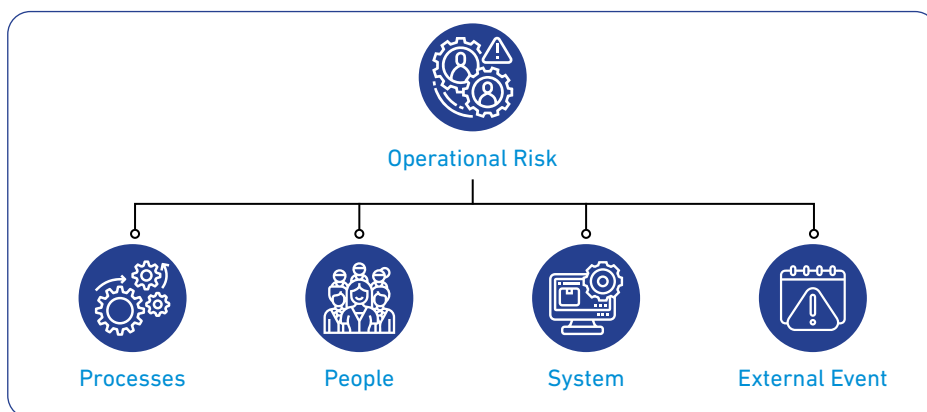 Operational Risk
Processes
People
System
External Event